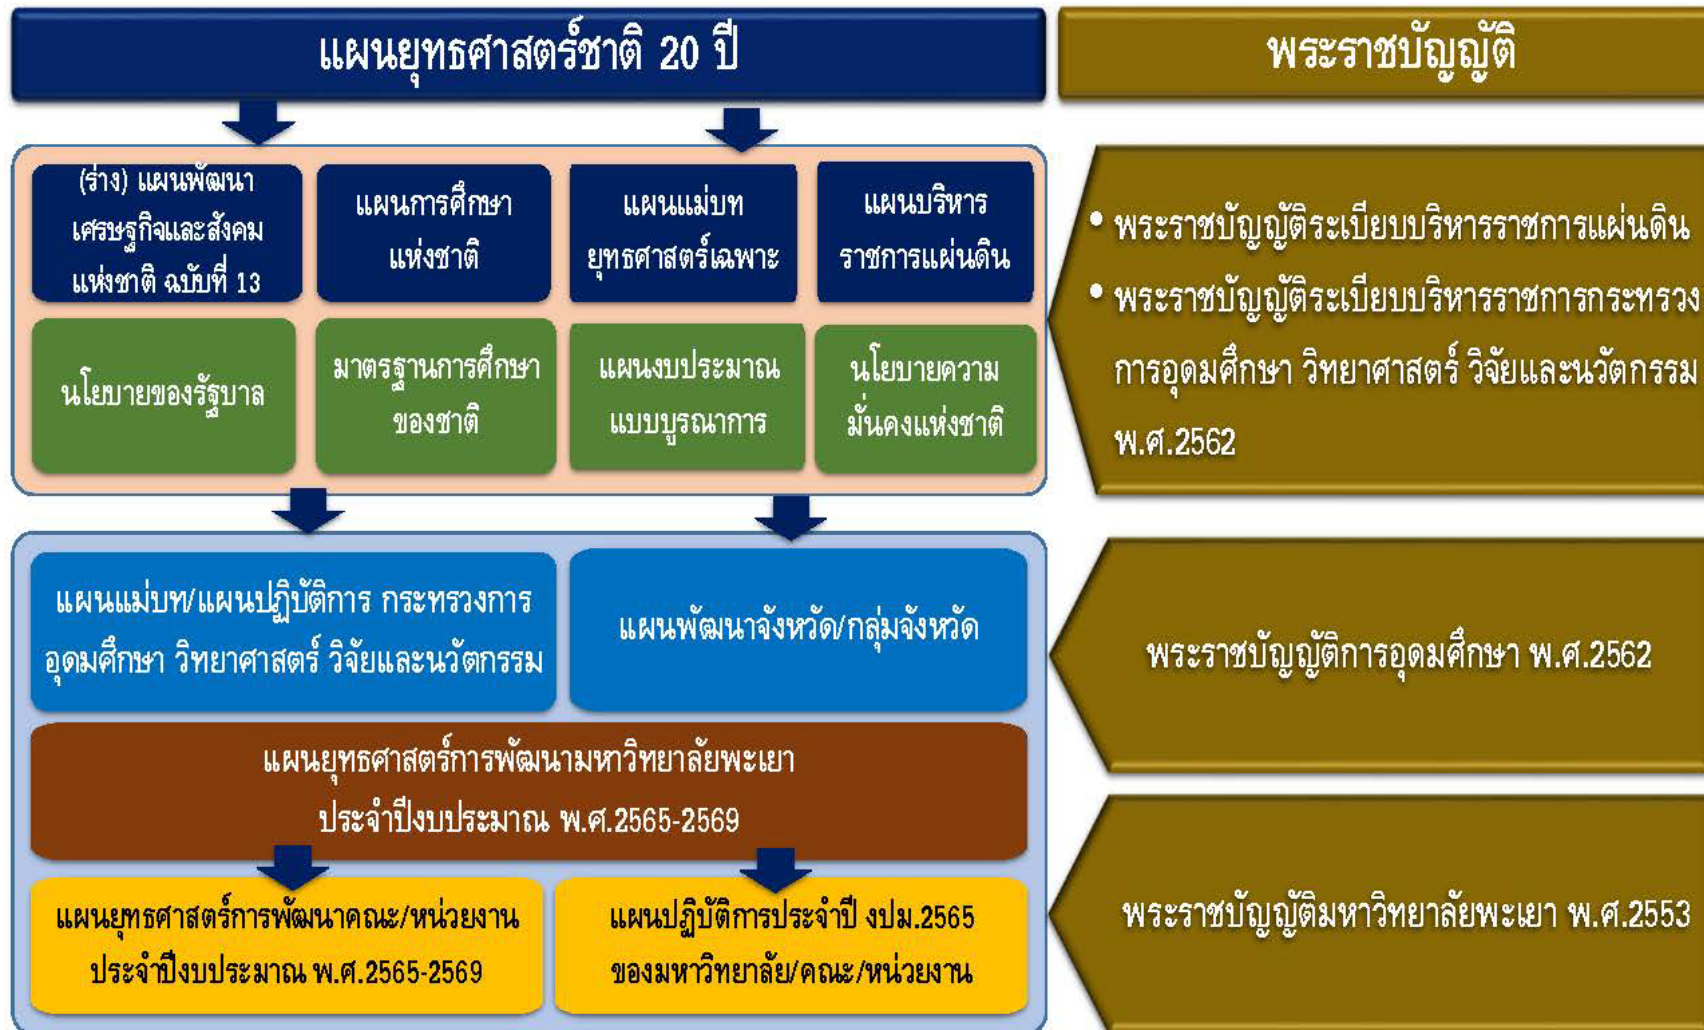 แผนยุทธศาสตร์ชาติ 20 ปี
พระราชบัญญัติ
(ร่าง) แผนพัฒนา
เศรษฐกิจและสังคม
แห่งชาติ ฉบับที่ 13
แผนการศึกษา
แห่งชาติ
แผนแม่บท
ยุทธศาสตร์เฉพาะ
แผนบริหาร
ราชการแผ่นดิน
นโยบายของรัฐบาล
มาตรฐานการศึกษา
ของชาติ
แผนงบประมาณ
แบบบูรณาการ
นโยบายความ
มั่นคงแห่งชาติ
• พระราชบัญญัติระเบียบบริหารราชการแผ่นดิน
• พระราชบัญญัติระเบียบบริหารราชการกระทรวง
การอุดมศึกษา วิทยาศาสตร์ วิจัยและนวัตกรรม
พ.ศ.2562
แผนแม่บท/แผนปฏิบัติการ กระทรวงการ
อุดมศึกษา วิทยาศาสตร์ วิจัยและนวัตกรรม
แผนพัฒนาจังหวัด/กลุ่มจังหวัด
พระราชบัญญัติการอุดมศึกษา พ.ศ.2562
แผนยุทธศาสตร์การพัฒนามหาวิทยาลัยพะเยา
ประจำปีงบประมาณ พ.ศ.2565-2569
แผนยุทธศาสตร์การพัฒนาคณะ/หน่วยงาน
ประจำปีงบประมาณ พ.ศ.2565-2569
แผนปฏิบัติการประจำปี งปม.2565
ของมหาวิทยาลัย/คณะ/หน่วยงาน
พระราชบัญญัติมหาวิทยาลัยพะเยา พ.ศ.2553